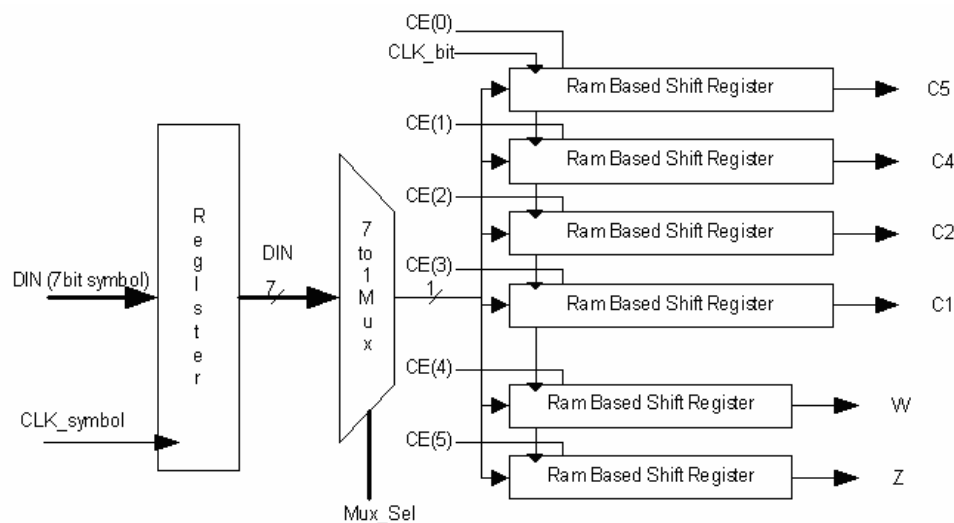 CE(0)
CLK_bit
Ram Based Shift Register
C5
CE(1)
Ram Based Shift Register
C4
CE(2)
Ram Based Shift Register
C2
CE(3)
Ram Based Shift Register
C1
CE(4)
Ram Based Shift Register
W
CE(5)
Ram Based Shift Register
Z
DIN (7bit symbol)
CLK_symbol
Register
DIN
7
7 to 1 Mux
1
Mux_Sel